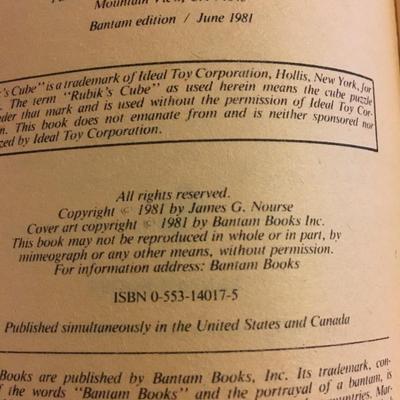 Mountain View, CA
Bantam edition / June 1981
's Cube" is a trademark of Ideal Toy Corporation, Hollis, New York, for
. The term "Rubik's Cube" as used herein means the cube puzzle
der that mark and is used without the permission of Ideal Toy Cor-
n. This book does not emanate from and is neither sponsored nor
zed by Ideal Toy Corporation.
All rights reserved.
Copyright © 1981 by James G. Nourse
Cover art copyright © 1981 by Bantam Books Inc.
This book may not be reproduced in whole or in part, by
mimeograph or any other means, without permission.
For information address: Bantam Books
ISBN 0-553-14017-5
Published simultaneously in the United States and Canada
Books are published by Bantam Books, Inc. Its trademark, con-
of the words "Bantam Books" and the portrayal of a bantam, is
countries. Mar-